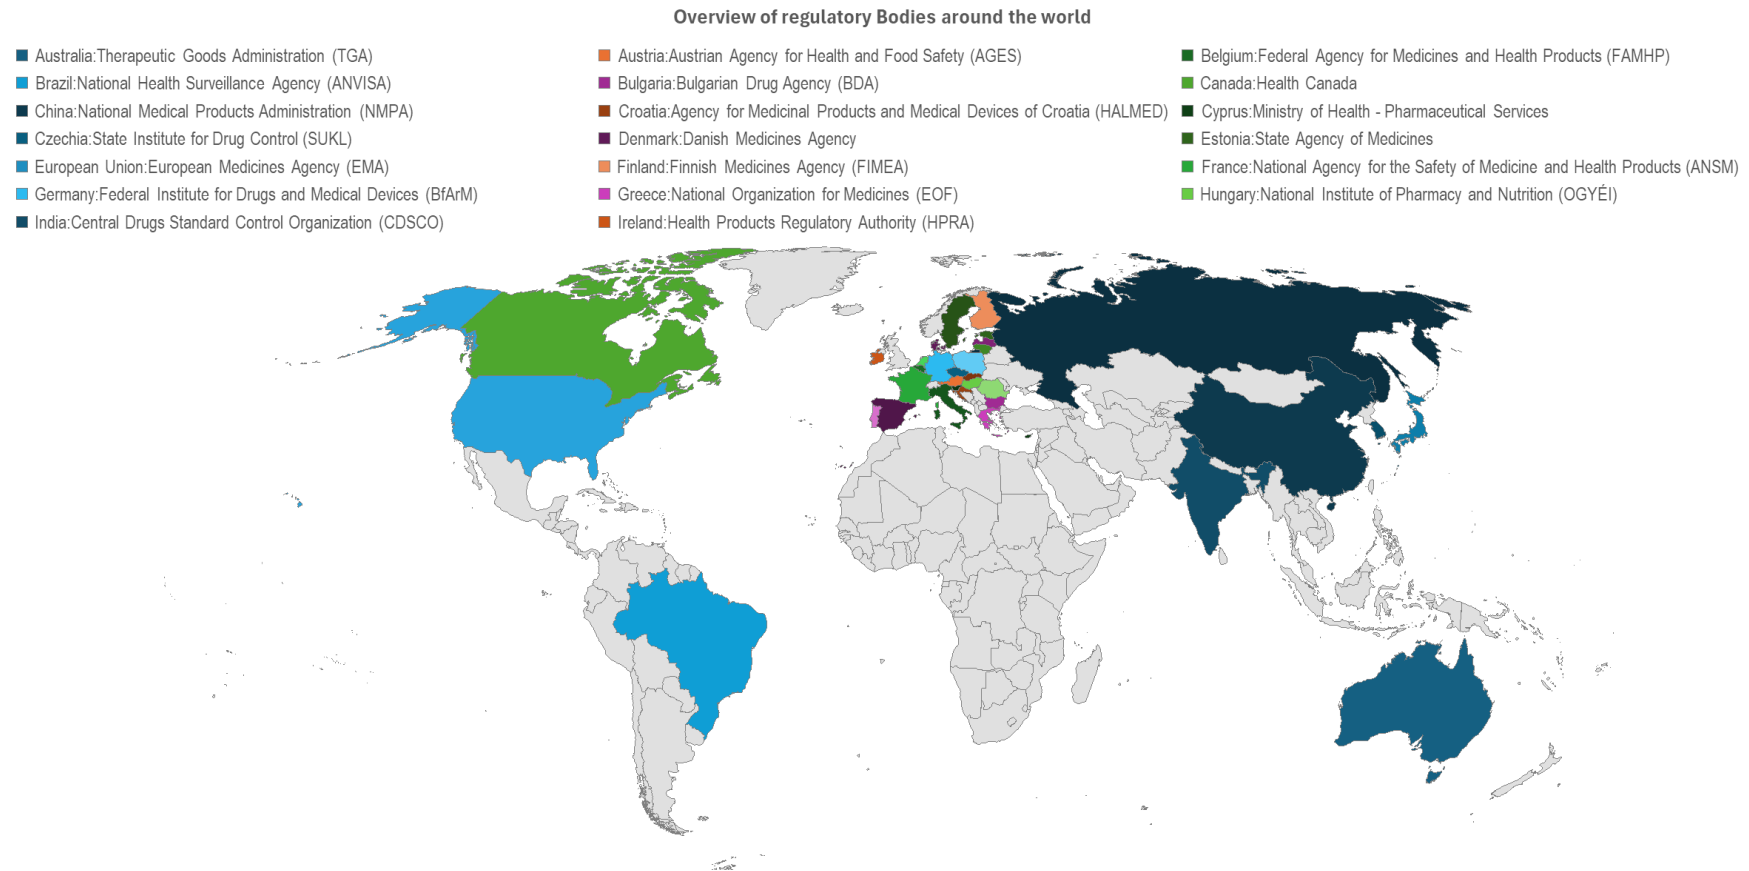 Overview of regulatory Bodies around the world
Australia:Therapeutic Goods Administration (TGA)
Austria:Austrian Agency for Health and Food Safety (AGES)
Belgium:Federal Agency for Medicines and Health Products (FAMHP)
Brazil:National Health Surveillance Agency (ANVISA)
Bulgaria:Bulgarian Drug Agency (BDA)
Canada:Health Canada
China:National Medical Products Administration (NMPA)
Croatia:Agency for Medicinal Products and Medical Devices of Croatia (HALMED)
Cyprus:Ministry of Health - Pharmaceutical Services
Czechia:State Institute for Drug Control (SUKL)
Denmark:Danish Medicines Agency
Estonia:State Agency of Medicines
European Union:European Medicines Agency (EMA)
Finland:Finnish Medicines Agency (FIMEA)
France:National Agency for the Safety of Medicine and Health Products (ANSM)
Germany:Federal Institute for Drugs and Medical Devices (BfArM)
Greece:National Organization for Medicines (EOF)
Hungary:National Institute of Pharmacy and Nutrition (OGYÉI)
India:Central Drugs Standard Control Organization (CDSCO)
Ireland:Health Products Regulatory Authority (HPRA)